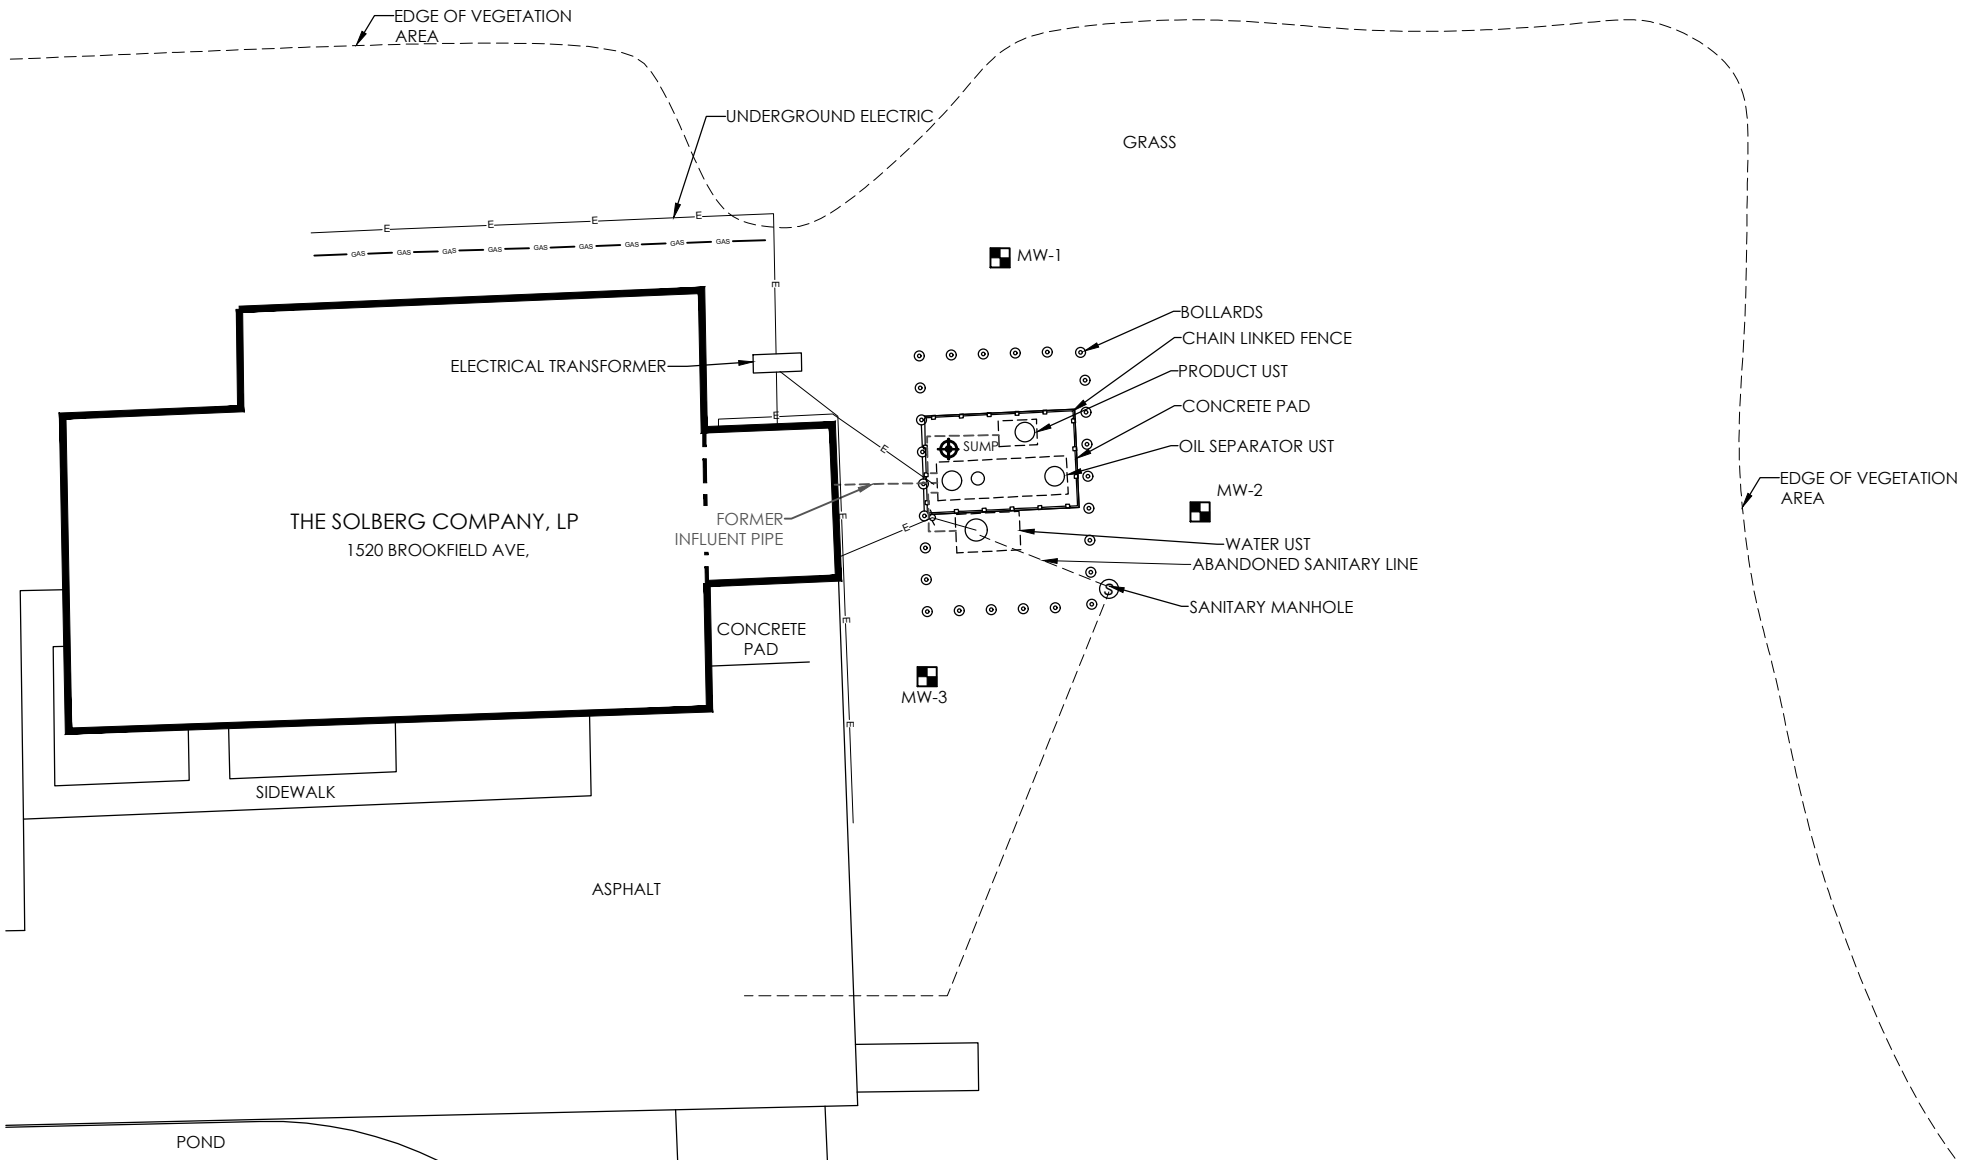 EDGE OF VEGETATION
AREA
UNDERGROUND ELECTRIC
GRASS
E E E E
GAS GAS GAS GAS GAS GAS GAS GAS GAS
MW-1
E
BOLLARDS
CHAIN LINKED FENCE
ELECTRICAL TRANSFORMER
PRODUCT UST
CONCRETE PAD
E
SUMP
OIL SEPARATOR UST
E
EDGE OF VEGETATION
AREA
MW-2
THE SOLBERG COMPANY, LP
1520 BROOKFIELD AVE,
FORMER
INFLUENT PIPE
E
E
WATER UST
ABANDONED SANITARY LINE
S
SANITARY MANHOLE
E
CONCRETE
PAD
MW-3
E
SIDEWALK
ASPHALT
POND